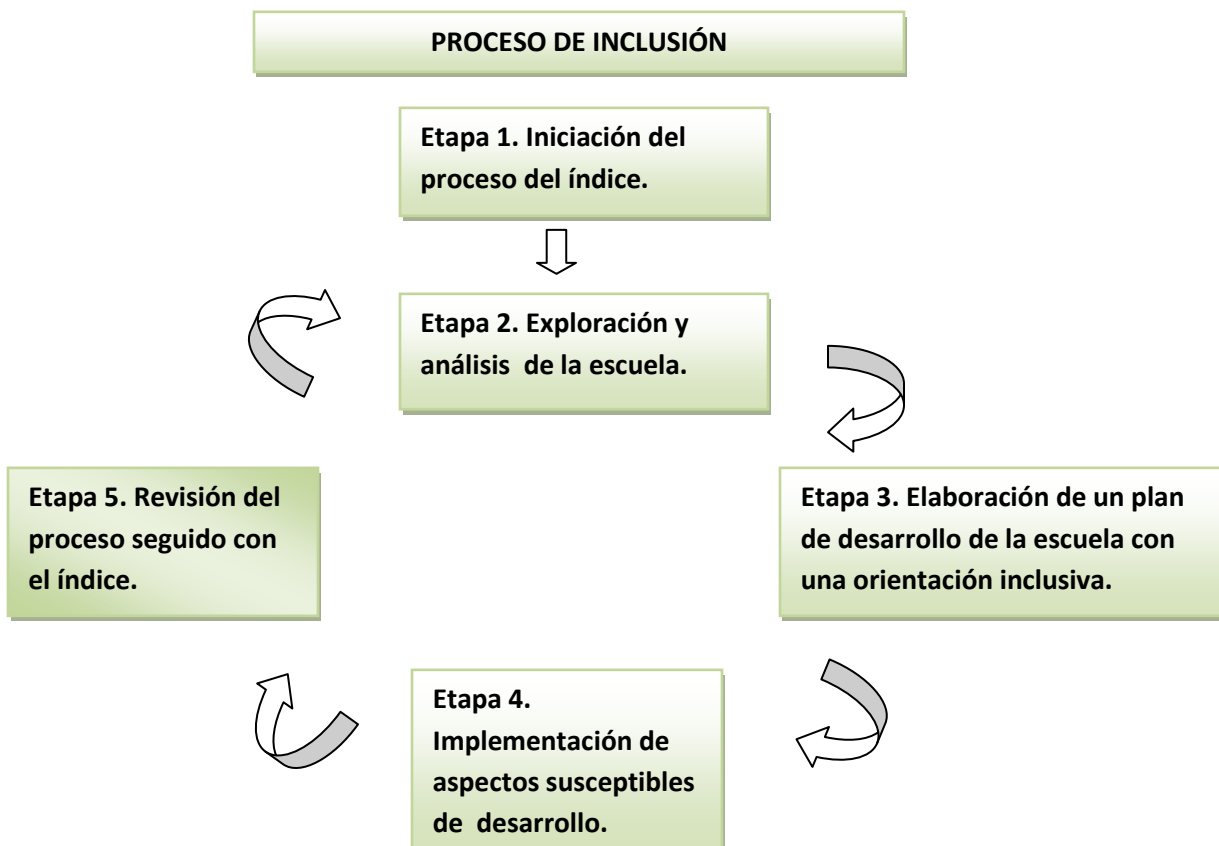 PROCESO DE INCLUSIÓN
Etapa 1. Iniciación del
proceso del índice.
Etapa 2. Exploración y
análisis de la escuela.
Etapa 3. Elaboración de un plan
de desarrollo de la escuela con
una orientación inclusiva.
Etapa 4.
Implementación de
aspectos susceptibles
de desarrollo.
Etapa 5. Revisión del
proceso seguido con
el índice.